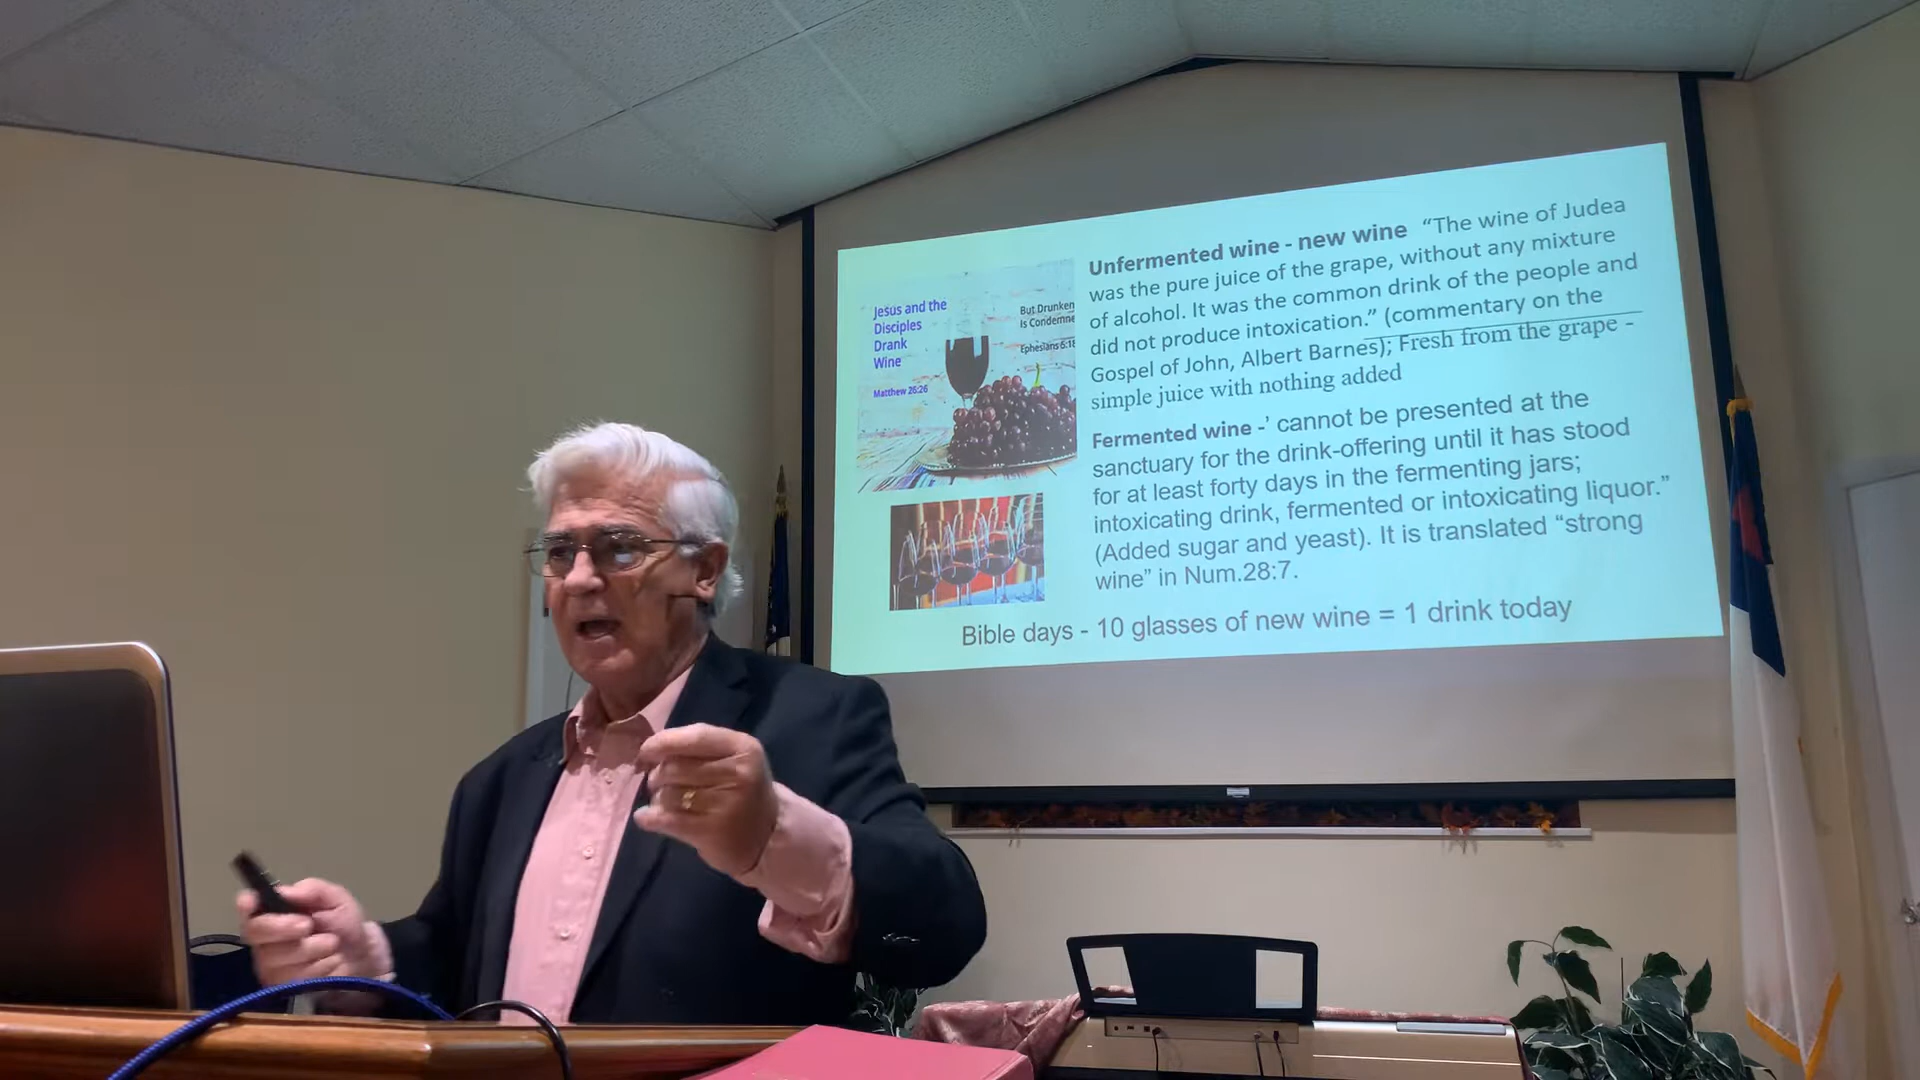 Jesus and the
Disciples
Drank
Wine
Matthew 26:26
But Drunken
Is Condemne
Ephesians 5:18
Unfermented wine - new wine “The wine of Judea
was the pure juice of the grape, without any mixture
of alcohol. It was the common drink of the people and
did not produce intoxication.” (commentary on the
Gospel of John, Albert Barnes); Fresh from the grape -
simple juice with nothing added
Fermented wine -’ cannot be presented at the
sanctuary for the drink-offering until it has stood
for at least forty days in the fermenting jars;
intoxicating drink, fermented or intoxicating liquor.”
(Added sugar and yeast). It is translated “strong
wine” in Num.28:7.
Bible days - 10 glasses of new wine = 1 drink today